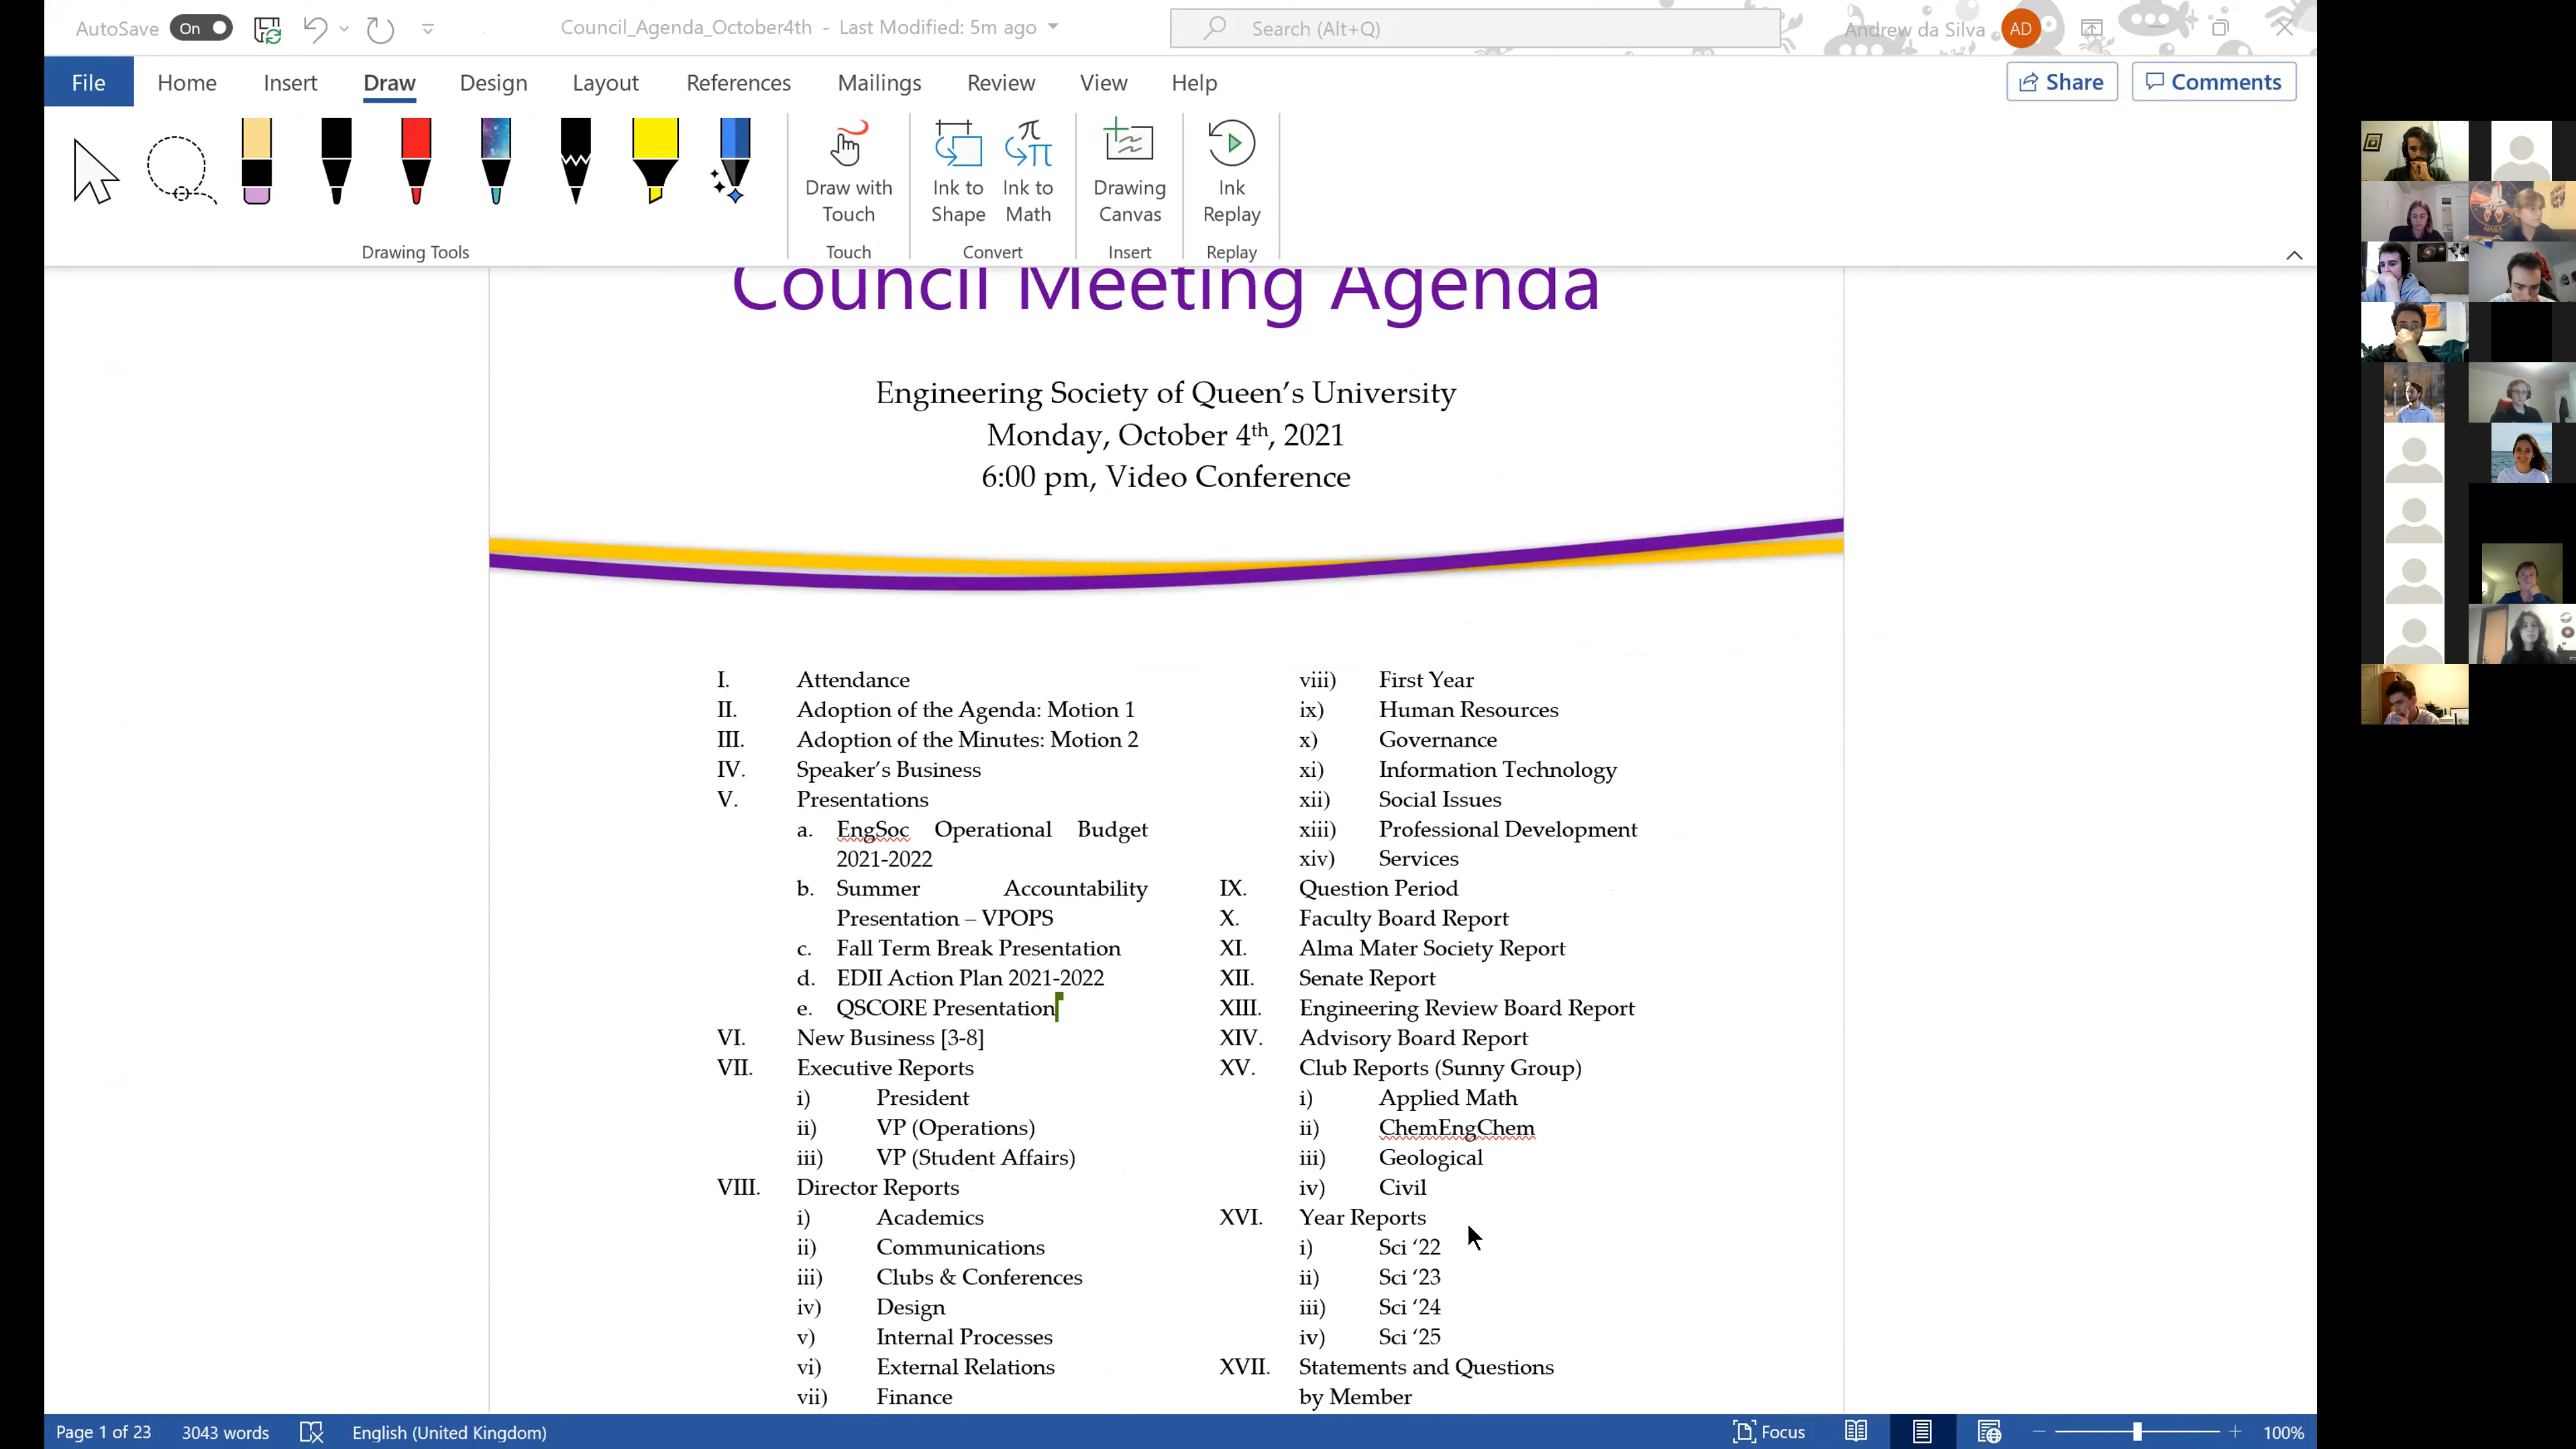 AutoSave On Council_Agenda_October4th - Last Modified: 5m ago Search (Alt+Q) Andrew da Silva AD
File Home Insert Draw Design Layout References Mailings Review View Help Share Comments
Draw with Touch
Ink to Shape
Ink to Math
Drawing Canvas
Ink Replay
Drawing Tools Touch Convert Insert Replay
Council Meeting Agenda
Engineering Society of Queen's University
Monday, October 4th, 2021
6:00 pm, Video Conference
I. Attendance
II. Adoption of the Agenda: Motion 1
III. Adoption of the Minutes: Motion 2
IV. Speaker's Business
V. Presentations
a. EngSoc Operational Budget
2021-2022
b. Summer Accountability
Presentation – VPOPS
c. Fall Term Break Presentation
d. EDII Action Plan 2021-2022
e. QSCORE Presentation
VI. New Business [3-8]
VII. Executive Reports
i) President
ii) VP (Operations)
iii) VP (Student Affairs)
VIII. Director Reports
i) Academics
ii) Communications
iii) Clubs & Conferences
iv) Design
v) Internal Processes
vi) External Relations
vii) Finance
viii) First Year
ix) Human Resources
x) Governance
xi) Information Technology
xii) Social Issues
xiii) Professional Development
xiv) Services
IX. Question Period
X. Faculty Board Report
XI. Alma Mater Society Report
XII. Senate Report
XIII. Engineering Review Board Report
XIV. Advisory Board Report
XV. Club Reports (Sunny Group)
i) Applied Math
ii) ChemEngChem
iii) Geological
iv) Civil
XVI. Year Reports
i) Sci '22
ii) Sci '23
iii) Sci '24
iv) Sci '25
XVII. Statements and Questions
by Member
Page 1 of 23 3043 words English (United Kingdom) Focus 100%